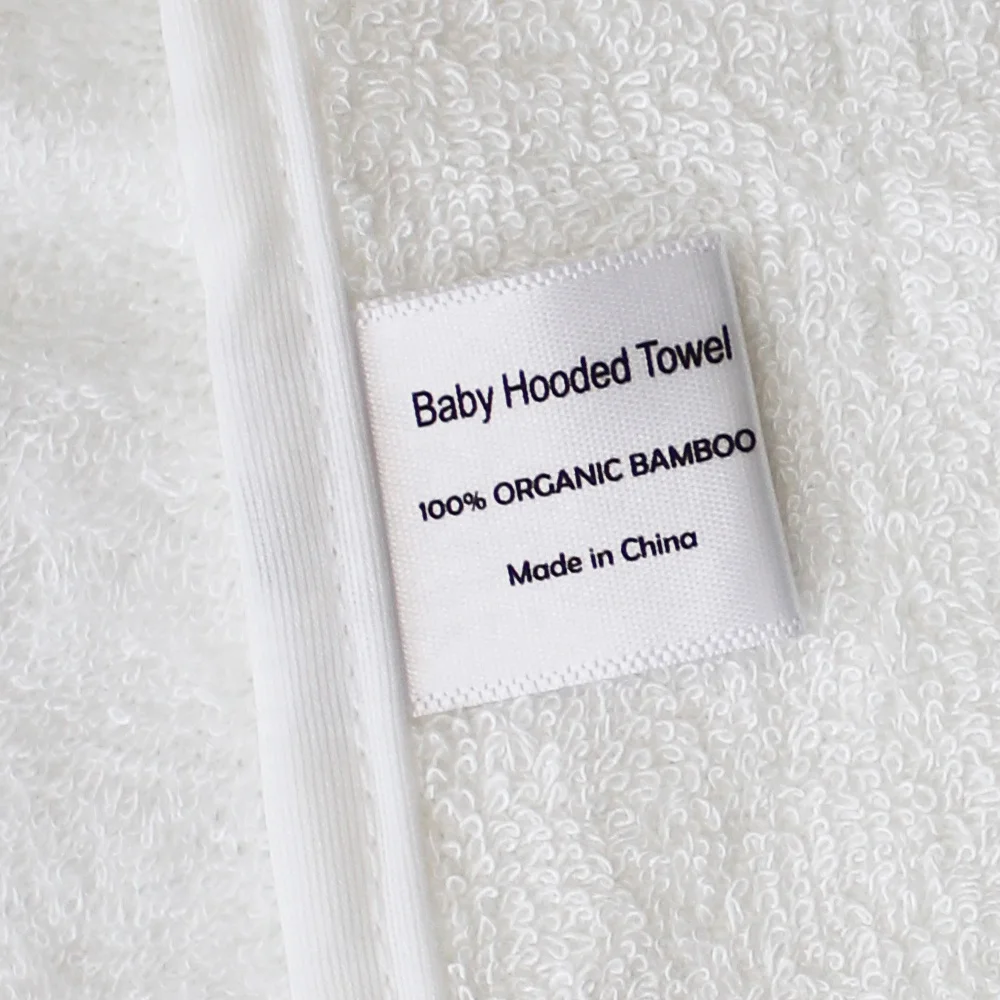 Baby Hooded Towel
100% ORGANIC BAMBOO
Made in China